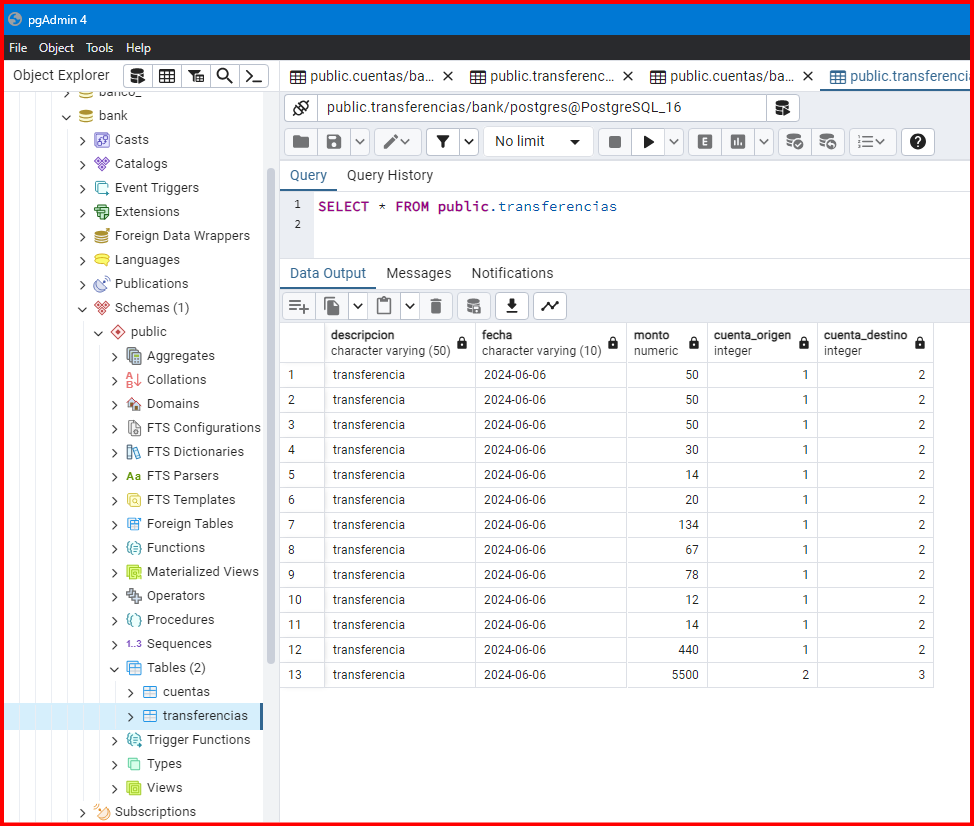 pgAdmin 4
File Object Tools Help
Object Explorer
public.cuentas/ba... public.transferenc... public.cuentas/ba... public.transferencia
public.transferencias/bank/postgres@PostgreSQL_16
No limit
E
Query Query History
1 SELECT * FROM public.transferencias
2
Data Output Messages Notifications
banco_
bank
Casts
Catalogs
Event Triggers
Extensions
Foreign Data Wrappers
Languages
Publications
Schemas (1)
public
Aggregates
Collations
Domains
FTS Configurations
FTS Dictionaries
Aa FTS Parsers
FTS Templates
Foreign Tables
Functions
Materialized Views
Operators
Procedures
1..3 Sequences
Tables (2)
cuentas
transferencias
Trigger Functions
Types
Views
Subscriptions
descripcion fecha monto cuenta_origen cuenta_destino
character varying (50) character varying (10) numeric integer integer
1 transferencia 2024-06-06 50 1 2
2 transferencia 2024-06-06 50 1 2
3 transferencia 2024-06-06 50 1 2
4 transferencia 2024-06-06 30 1 2
5 transferencia 2024-06-06 14 1 2
6 transferencia 2024-06-06 20 1 2
7 transferencia 2024-06-06 134 1 2
8 transferencia 2024-06-06 67 1 2
9 transferencia 2024-06-06 78 1 2
10 transferencia 2024-06-06 12 1 2
11 transferencia 2024-06-06 14 1 2
12 transferencia 2024-06-06 440 1 2
13 transferencia 2024-06-06 5500 2 3